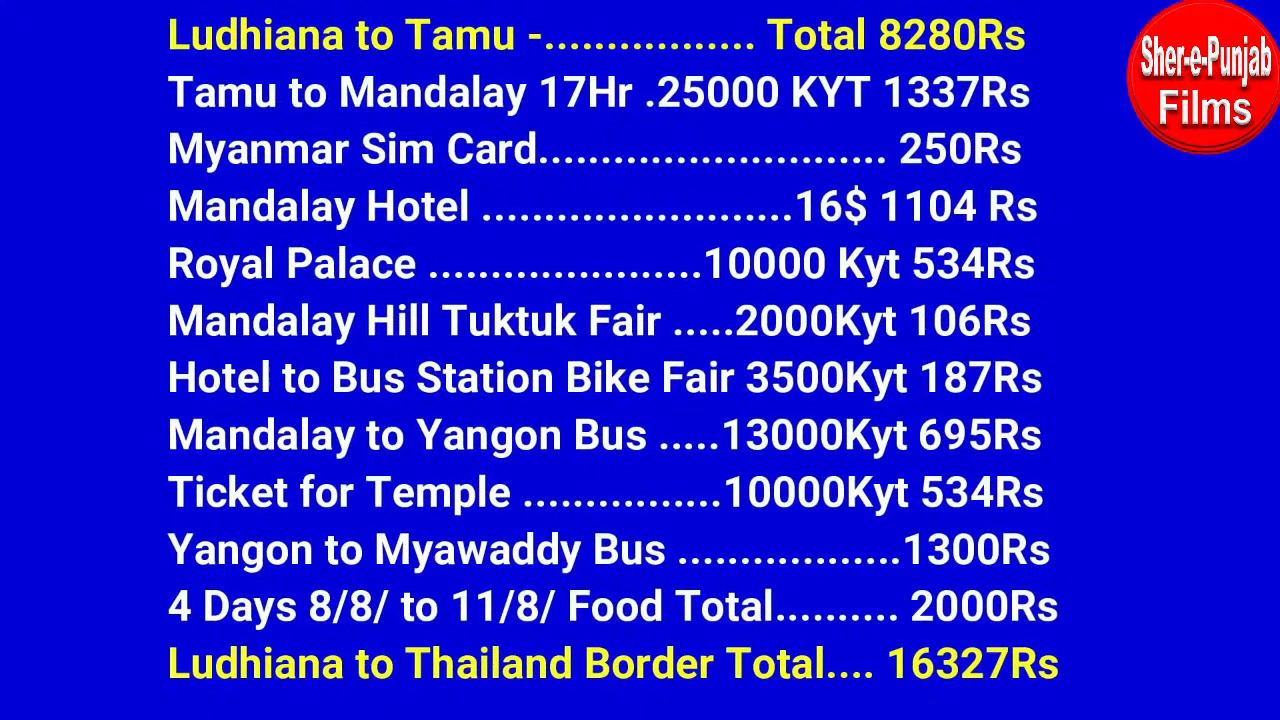 Ludhiana to Tamu -................. Total 8280Rs
Tamu to Mandalay 17Hr .25000 KYT 1337Rs
Myanmar Sim Card............................ 250Rs
Mandalay Hotel .........................16$ 1104 Rs
Royal Palace ......................10000 Kyt 534Rs
Mandalay Hill Tuktuk Fair .....2000Kyt 106Rs
Hotel to Bus Station Bike Fair 3500Kyt 187Rs
Mandalay to Yangon Bus .....13000Kyt 695Rs
Ticket for Temple ................10000Kyt 534Rs
Yangon to Myawaddy Bus ..................1300Rs
4 Days 8/8/ to 11/8/ Food Total.......... 2000Rs
Ludhiana to Thailand Border Total.... 16327Rs
Sher-e-Punjab
Films